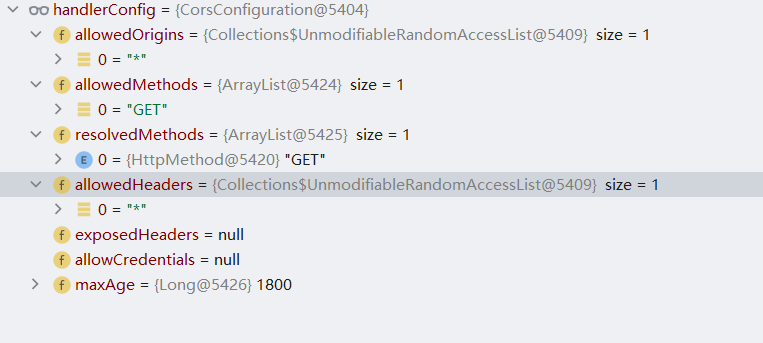 handlerConfig = {CorsConfiguration@5404}
f allowedOrigins = {Collections$UnmodifiableRandomAccessList@5409} size = 1
0 = "*"
f allowedMethods = {ArrayList@5424} size = 1
0 = "GET"
f resolvedMethods = {ArrayList@5425} size = 1
E 0 = {HttpMethod@5420} "GET"
f allowedHeaders = {Collections$UnmodifiableRandomAccessList@5409} size = 1
0 = "*"
f exposedHeaders = null
f allowCredentials = null
f maxAge = {Long@5426} 1800